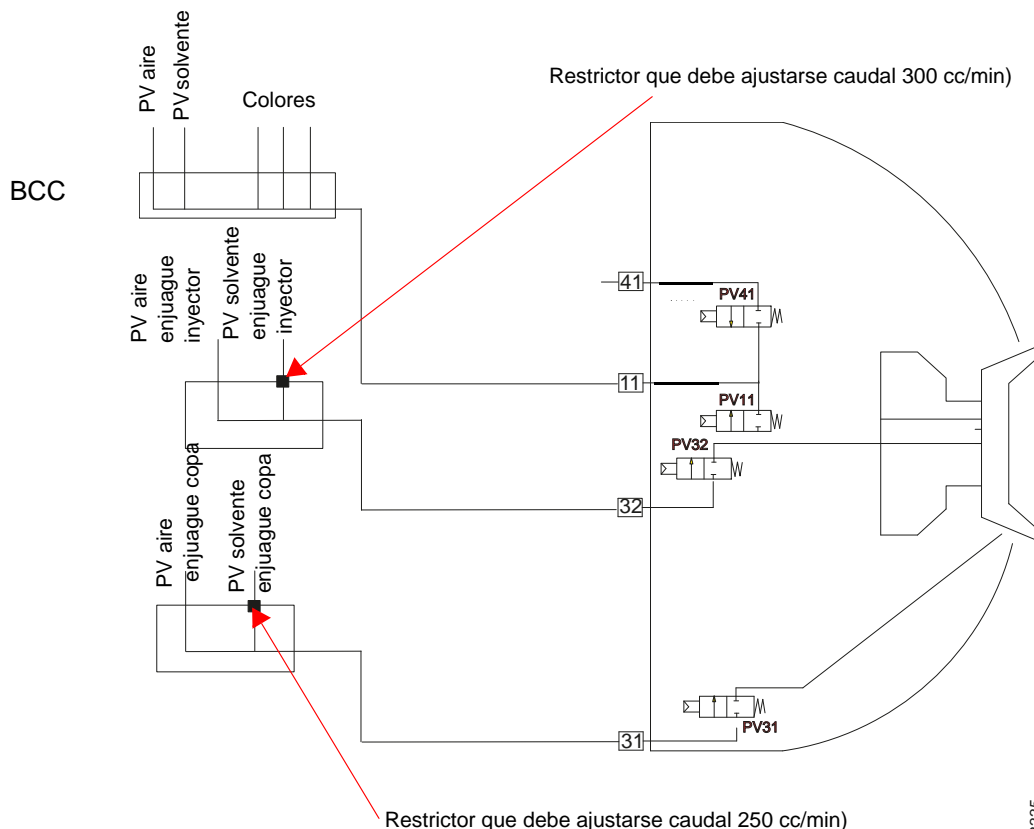 Restrictor que debe ajustarse caudal 300 cc/min)
PV aire
PV solvente
Colores
BCC
PV aire
enjuague
inyector
PV solvente
enjuague
inyector
41
PV41
11
PV11
PV32
32
PV aire
enjuague copa
PV solvente
enjuague copa
PV31
31
Restrictor que debe ajustarse caudal 250 cc/min)